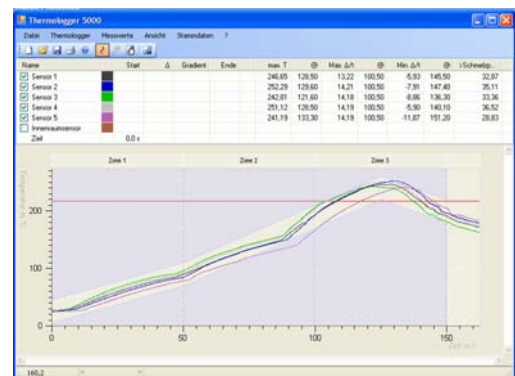 Thermologger 5000
Datei Thermologger Messwerte Ansicht Stammdaten ?
Name Start Δ Gradient Ende max. T @ Max. Δ/t @ Min. Δ/t @ >Schmelzp...
Sensor 1 246,65 128,50 13,22 100,50 -5,93 145,50 32,87
Sensor 2 252,29 129,60 14,21 100,50 -7,91 147,40 35,11
Sensor 3 242,81 121,60 14,18 100,50 -8,86 136,30 33,36
Sensor 4 251,12 128,50 14,19 100,50 -5,90 140,10 36,52
Sensor 5 241,19 133,30 14,19 100,50 -11,87 151,20 28,83
Innenraumsensor
Zeit 0,0 s
Zone 1 Zone 2 Zone 3
Temperatur in °C
200
100
0
0 50 100 150
160,2